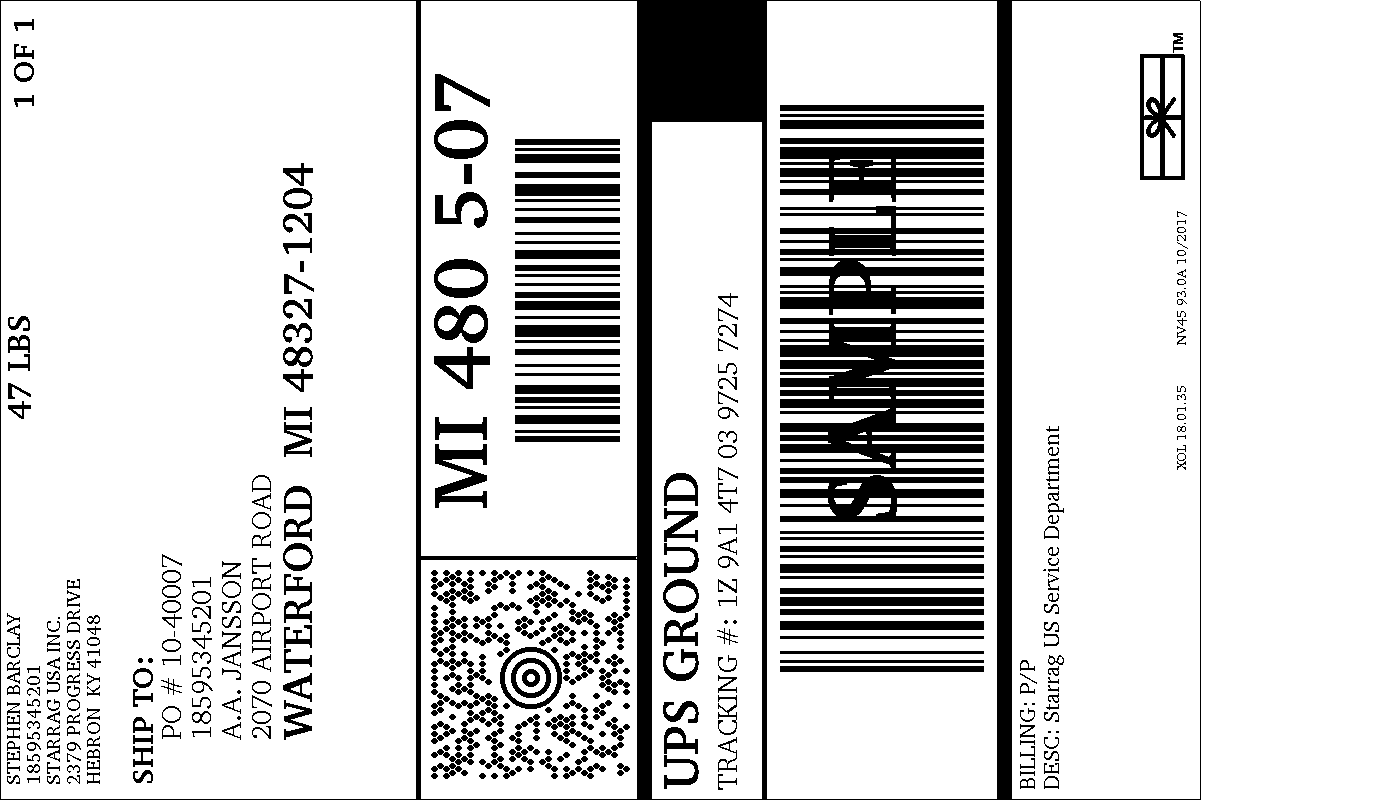 STEPHEN BARCLAY
18595345201
STARRAG USA INC.
2379 PROGRESS DRIVE
HEBRON KY 41048
47 LBS
1 OF 1
SHIP TO:
PO # 10-40007
18595345201
A.A. JANSSON
2070 AIRPORT ROAD
WATERFORD MI 48327-1204
MI 480 5-07
UPS GROUND
TRACKING #: 1Z 9A1 4T7 03 9725 7274
SAMPLE
BILLING: P/P
DESC: Starrag US Service Department
XOL 18.01.35 NV45 93.0A 10/2017
TM